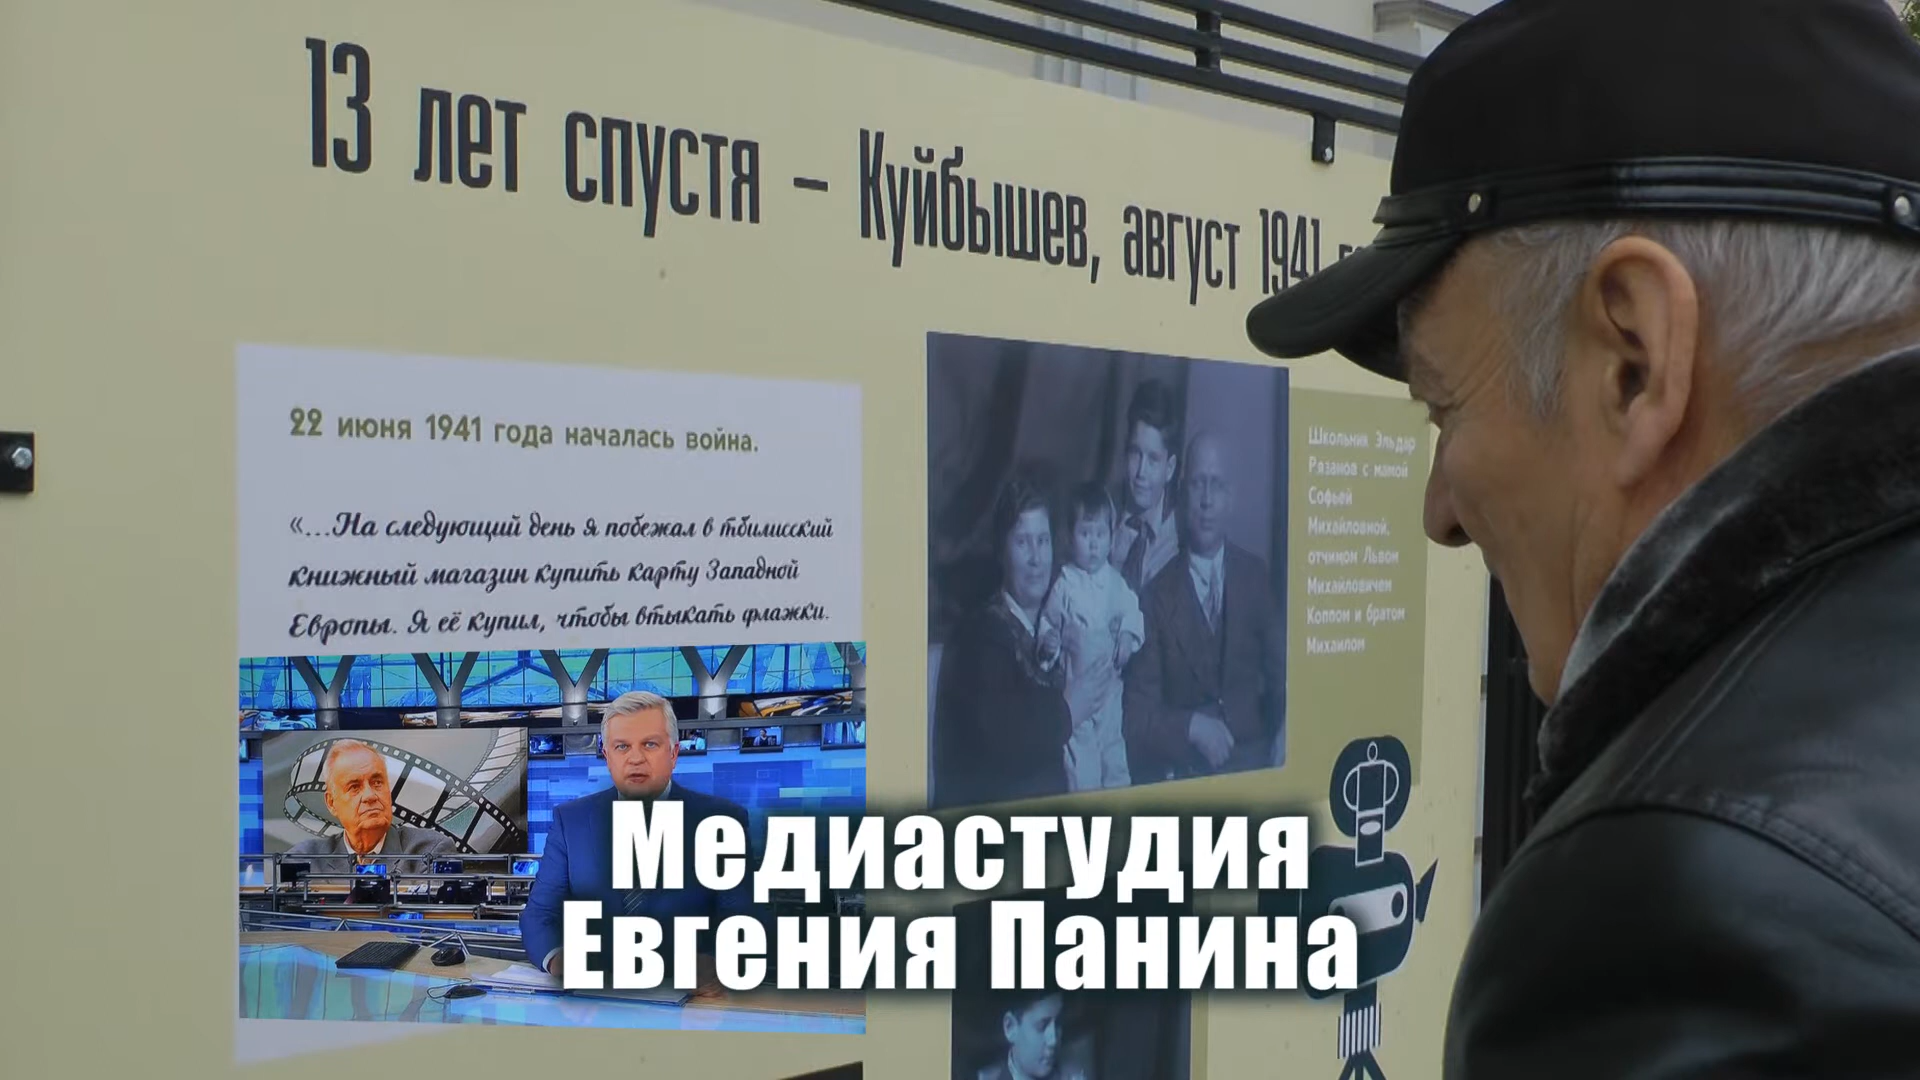 13 лет спустя – Куйбышев, август 1941
22 июня 1941 года началась война.
«...На следующий день я побежал в тбилисский
книжный магазин купить карту Западной
Европы. Я её купил, чтобы втыкать флажки.
Школьник Эльдар
Рязанов с мамой
Софьей
Михайловной,
отчимом Львом
Михайловичем
Коппом и братом
Михаилом
Медиастудия
Евгения Панина